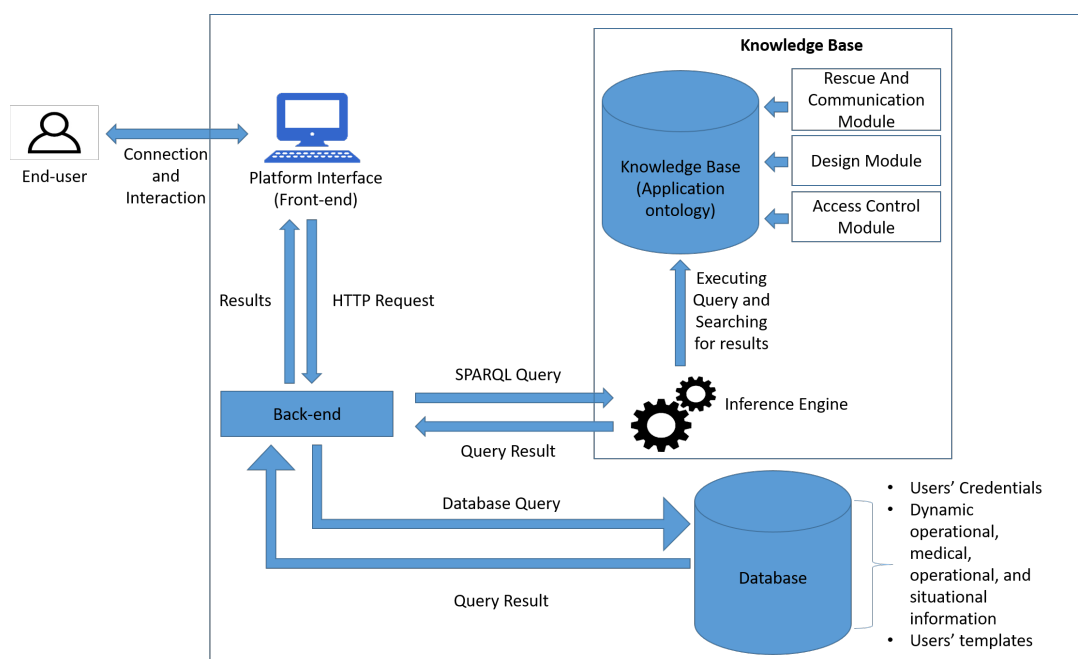 Knowledge Base
Rescue And
Communication
Module
Design Module
Access Control
Module
Knowledge Base
(Application
ontology)
End-user
Connection
and
Interaction
Platform Interface
(Front-end)
Results
HTTP Request
Executing
Query and
Searching
for results
SPARQL Query
Back-end
Inference Engine
Query Result
Database Query
Database
Query Result
• Users’ Credentials
• Dynamic
operational,
medical,
operational, and
situational
information
• Users’ templates